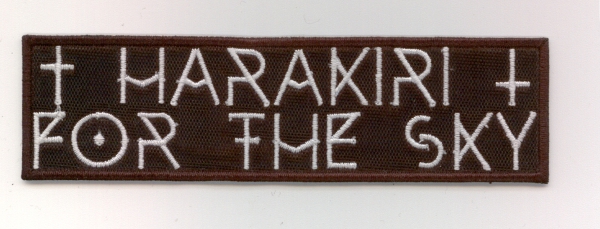 † HARAKIRI †
FOR THE SKY